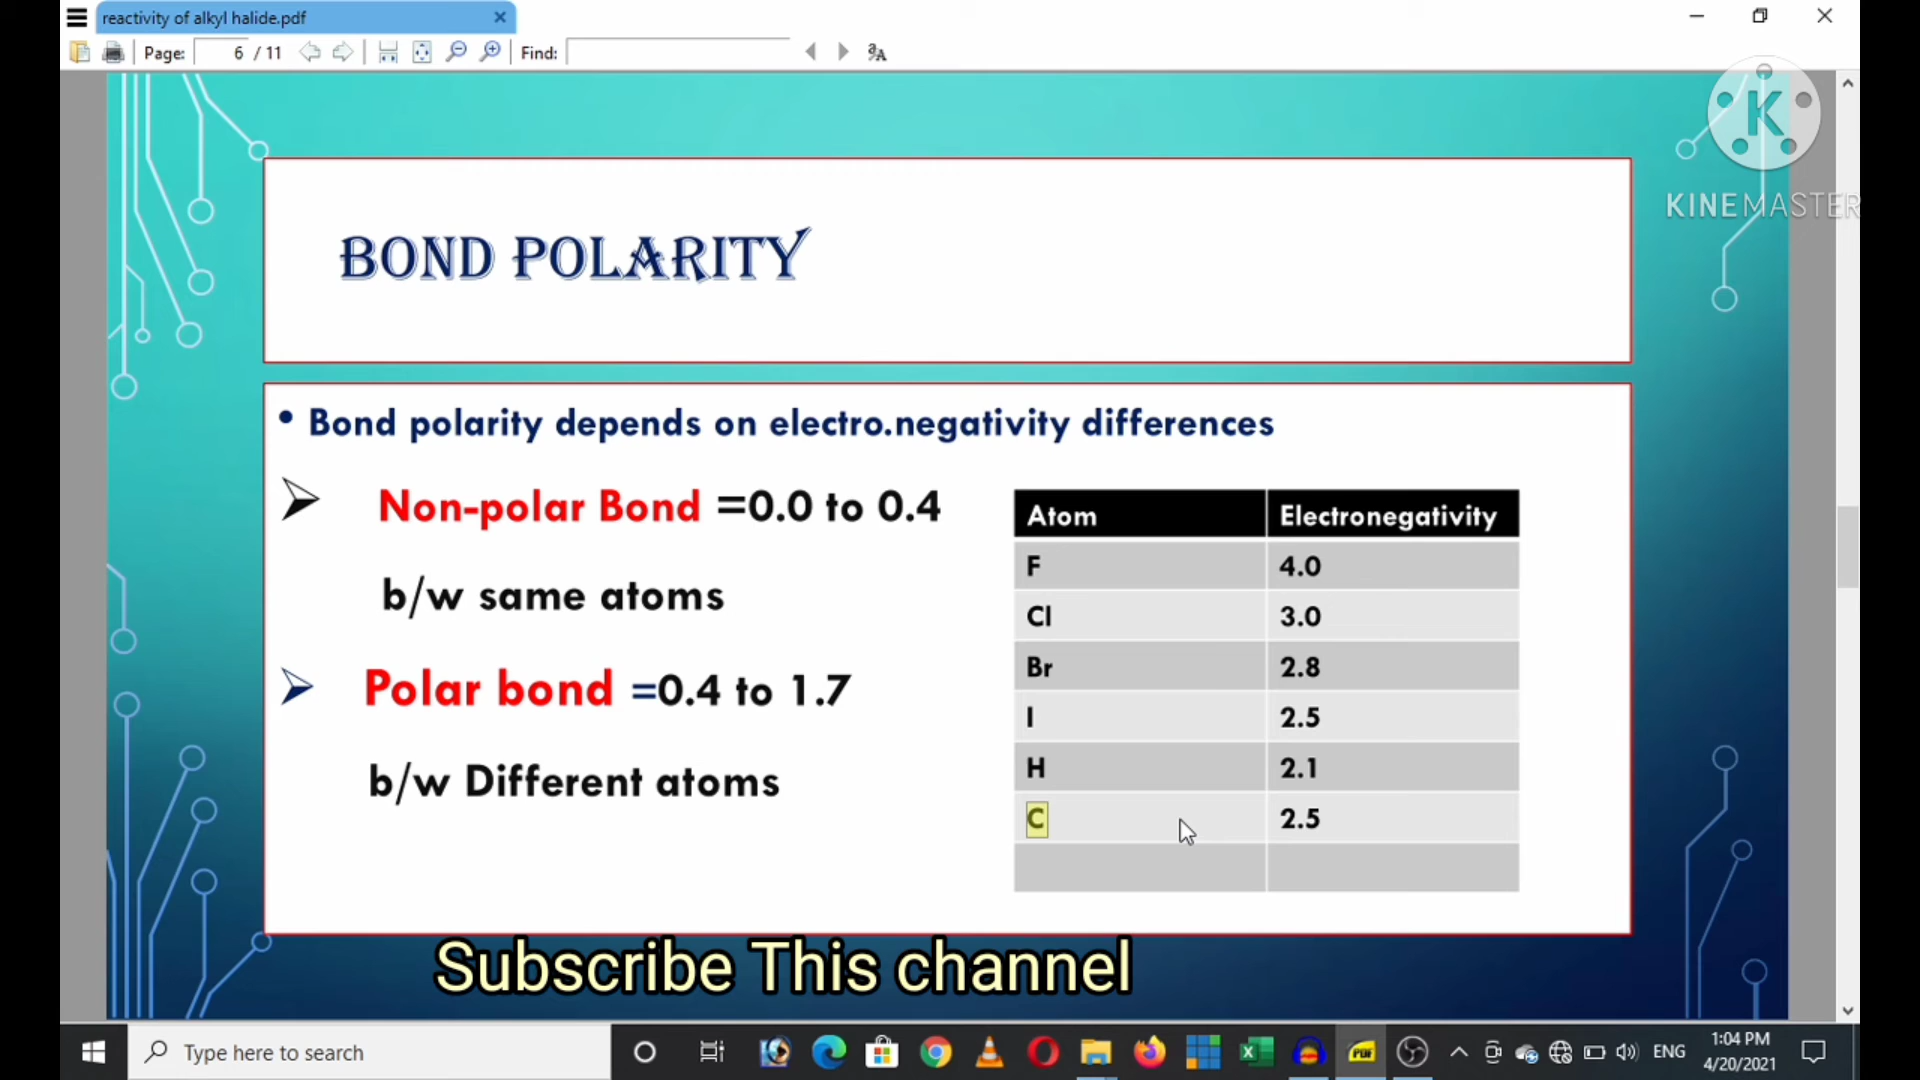 reactivity of alkyl halide.pdf
Page: 6 / 11 Find:
KINEMASTER
BOND POLARITY
• Bond polarity depends on electro.negativity differences
Non-polar Bond =0.0 to 0.4
b/w same atoms
Polar bond =0.4 to 1.7
b/w Different atoms
Atom Electronegativity
F 4.0
Cl 3.0
Br 2.8
I 2.5
H 2.1
C 2.5
Subscribe This channel
Type here to search
ENG
1:04 PM
4/20/2021